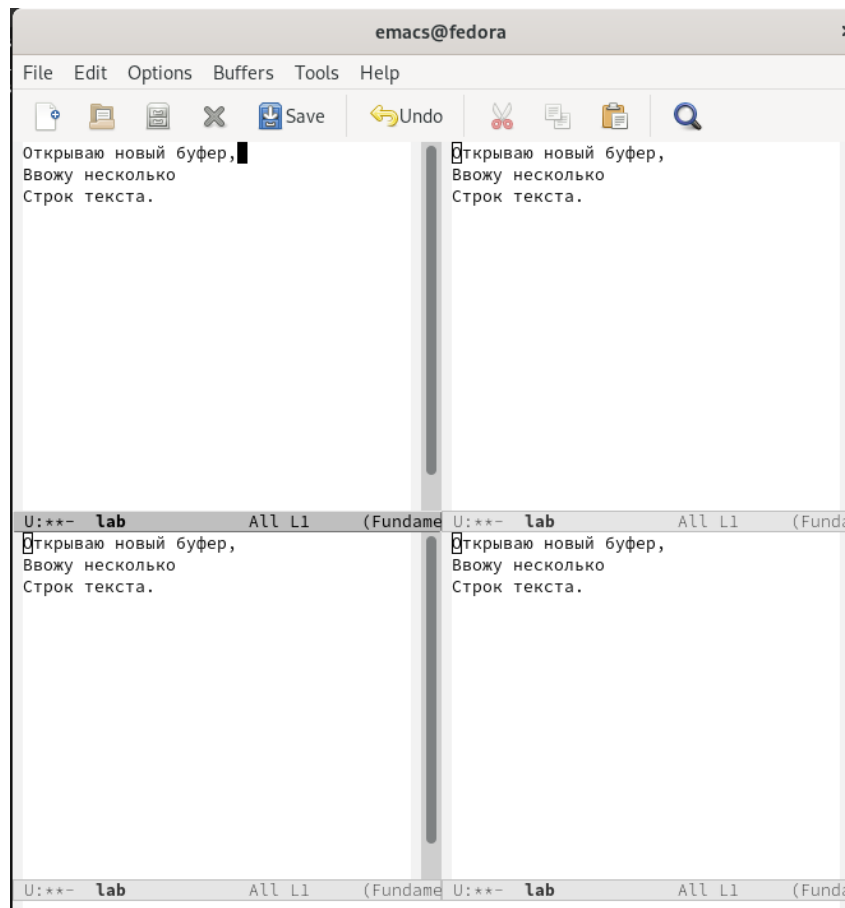 emacs@fedora
File Edit Options Buffers Tools Help
Save Undo
Открываю новый буфер,
Ввожу несколько
Строк текста.
U:**- lab All L1 (Fundame
Открываю новый буфер,
Ввожу несколько
Строк текста.
U:**- lab All L1 (Funda
Открываю новый буфер,
Ввожу несколько
Строк текста.
U:**- lab All L1 (Fundame
Открываю новый буфер,
Ввожу несколько
Строк текста.
U:**- lab All L1 (Funda